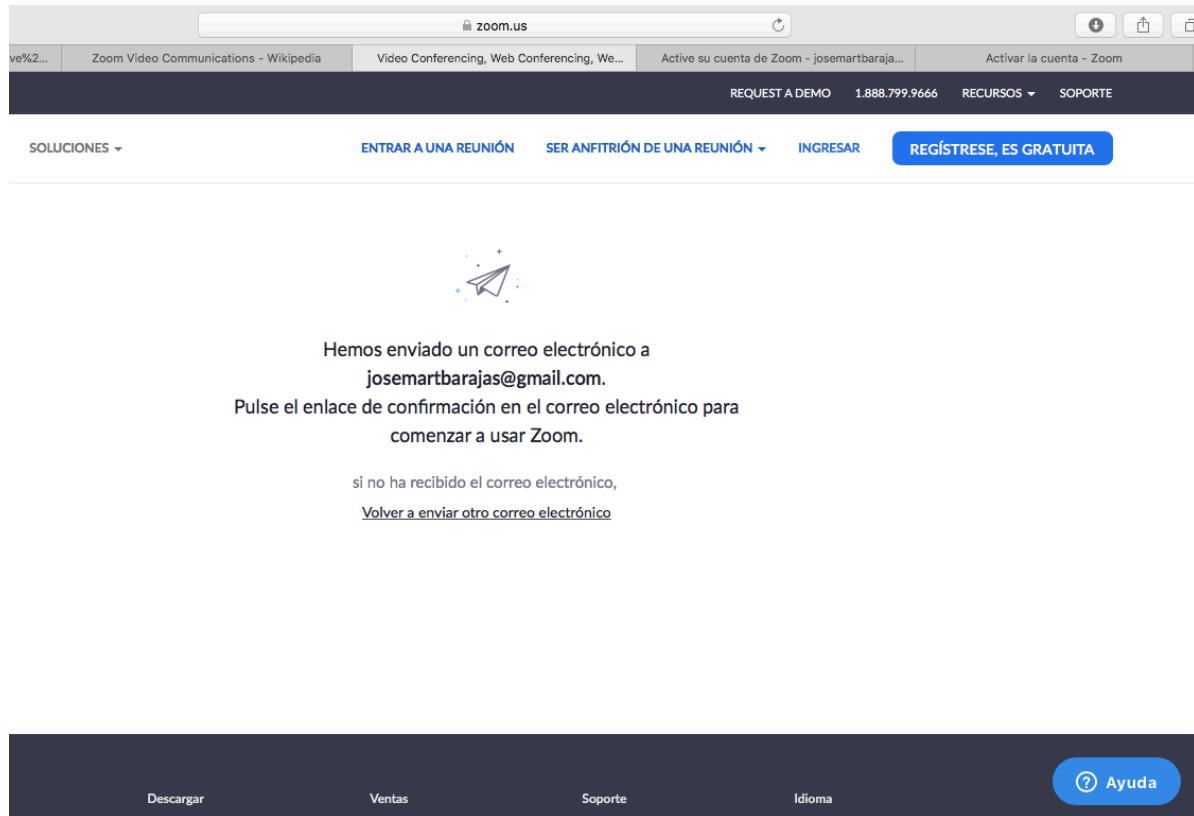 zoom.us
ve%2...
Zoom Video Communications - Wikipedia
Video Conferencing, Web Conferencing, We...
Active su cuenta de Zoom - josemartbaraja...
Activar la cuenta - Zoom
REQUEST A DEMO 1.888.799.9666 RECURSOS SOPORTE
SOLUCIONES ENTRAR A UNA REUNIÓN SER ANFITRIÓN DE UNA REUNIÓN INGRESAR REGÍSTRESE, ES GRATUITA
Hemos enviado un correo electrónico a
josemartbarajas@gmail.com.
Pulse el enlace de confirmación en el correo electrónico para
comenzar a usar Zoom.
si no ha recibido el correo electrónico,
Volver a enviar otro correo electrónico
? Ayuda
Descargar Ventas Soporte Idioma